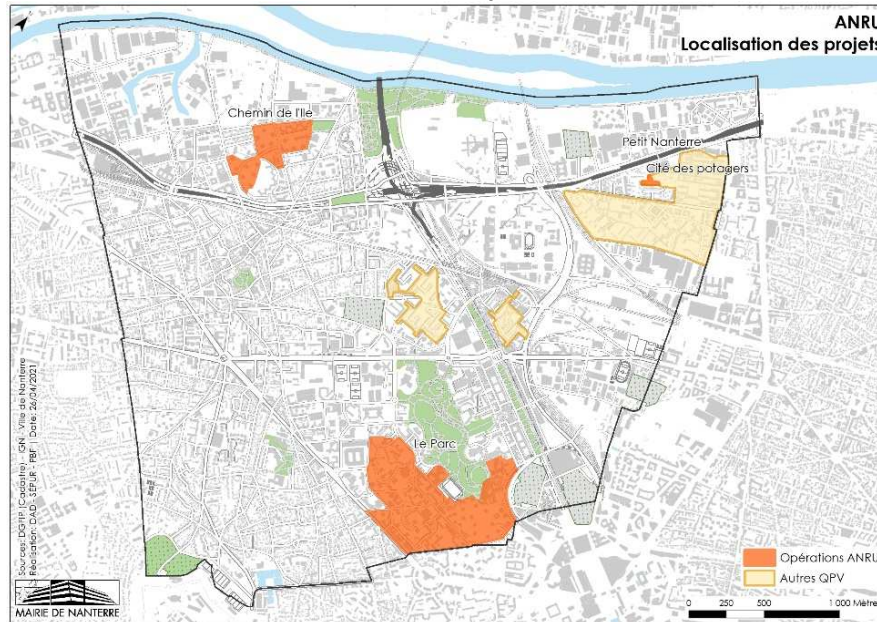 ANRU
Localisation des projets
Chemin de l'Ile
Petit Nanterre
Cité des potagers
Le Parc
Sources: DGFIP (Cadastre) - IGN - Ville de Nanterre
Réalisation: DAD - SEPUR - PBF | Date: 26/04/2021
Opérations ANRU
Autres QPV
MAIRIE DE NANTERRE
0 250 500 1 000 Mètres